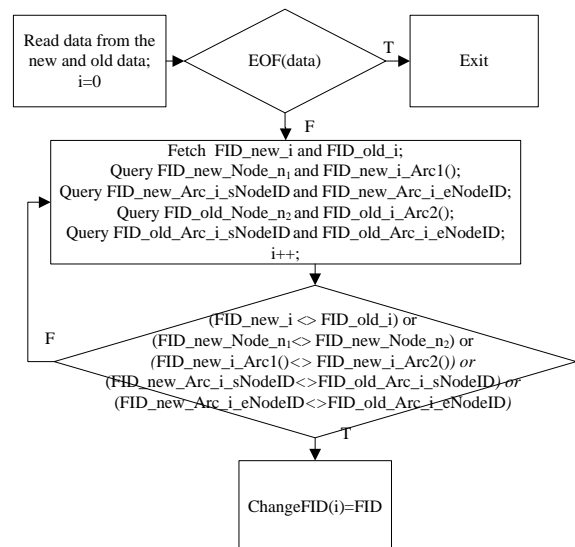 Read data from the
new and old data;
i=0
EOF(data)
T
Exit
F
Fetch FID_new_i and FID_old_i;
Query FID_new_Node_n₁ and FID_new_i_Arc1();
Query FID_new_Arc_i_sNodeID and FID_new_Arc_i_eNodeID;
Query FID_old_Node_n₂ and FID_old_i_Arc2();
Query FID_old_Arc_i_sNodeID and FID_old_Arc_i_eNodeID;
i++;
F
(FID_new_i <> FID_old_i) or
(FID_new_Node_n₁<> FID_new_Node_n₂) or
(FID_new_i_Arc1()<> FID_new_i_Arc2()) or
(FID_new_Arc_i_sNodeID<>FID_old_Arc_i_sNodeID) or
(FID_new_Arc_i_eNodeID<>FID_old_Arc_i_eNodeID)
T
ChangeFID(i)=FID